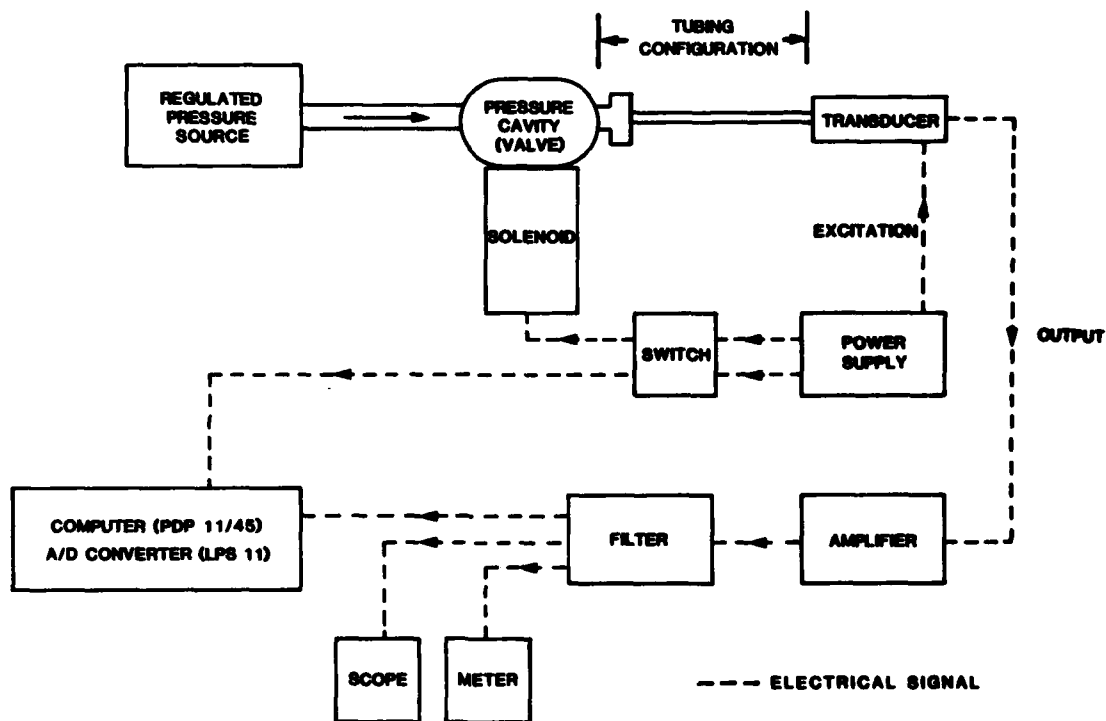 TUBING
CONFIGURATION
REGULATED
PRESSURE
SOURCE
PRESSURE
CAVITY
(VALVE)
TRANSDUCER
SOLENOID
EXCITATION
SWITCH
POWER
SUPPLY
OUTPUT
COMPUTER (PDP 11/45)
A/D CONVERTER (LPS 11)
FILTER
AMPLIFIER
SCOPE
METER
ELECTRICAL SIGNAL